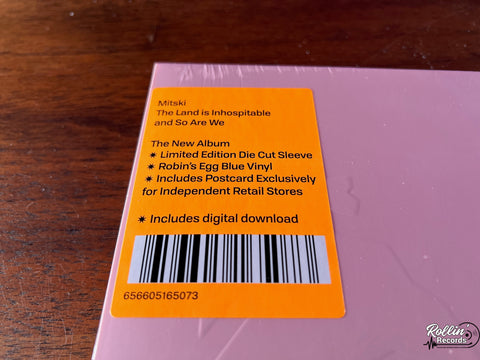 Mitski
The Land is Inhospitable
and So Are We
The New Album
✷ Limited Edition Die Cut Sleeve
✷ Robin's Egg Blue Vinyl
✷ Includes Postcard Exclusively
for Independent Retail Stores
✷ Includes digital download
656605165073
Rollin'
Records